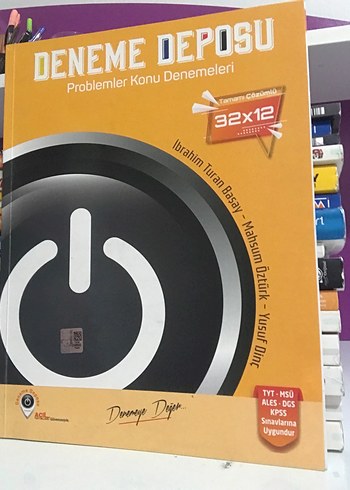 DENEME DEPOSU
Problemler Konu Denemeleri
Tamamı Çözümlü
32x12
İbrahim Turan Basay - Mahsum Öztürk - Yusuf Dinç
Denemeye Değer...
TYT - MSÜ
ALES - DGS
KPSS
Sınavlarına
Uygundur